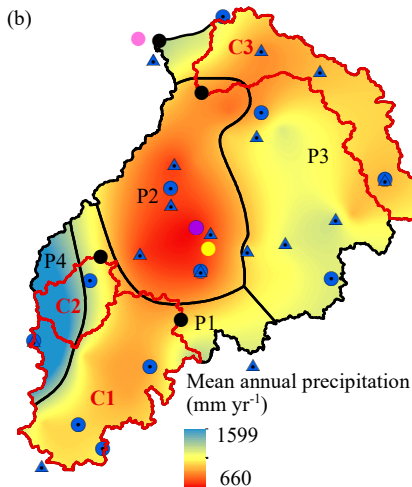 (b)
C3
P3
P2
P4
C2
P1
C1
Mean annual precipitation
(mm yr⁻¹)
1599
660